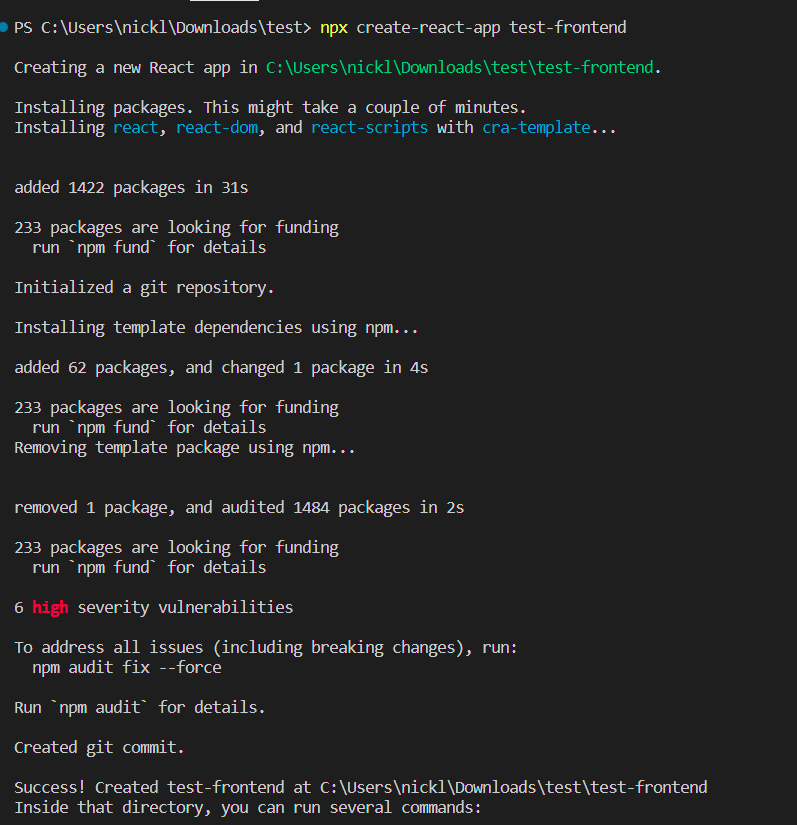 PS C:\Users\nickl\Downloads\test> npx create-react-app test-frontend
Creating a new React app in C:\Users\nickl\Downloads\test\test-frontend.
Installing packages. This might take a couple of minutes.
Installing react, react-dom, and react-scripts with cra-template...
added 1422 packages in 31s
233 packages are looking for funding
  run `npm fund` for details
Initialized a git repository.
Installing template dependencies using npm...
added 62 packages, and changed 1 package in 4s
233 packages are looking for funding
  run `npm fund` for details
Removing template package using npm...
removed 1 package, and audited 1484 packages in 2s
233 packages are looking for funding
  run `npm fund` for details
6 high severity vulnerabilities
To address all issues (including breaking changes), run:
  npm audit fix --force
Run `npm audit` for details.
Created git commit.
Success! Created test-frontend at C:\Users\nickl\Downloads\test\test-frontend
Inside that directory, you can run several commands: